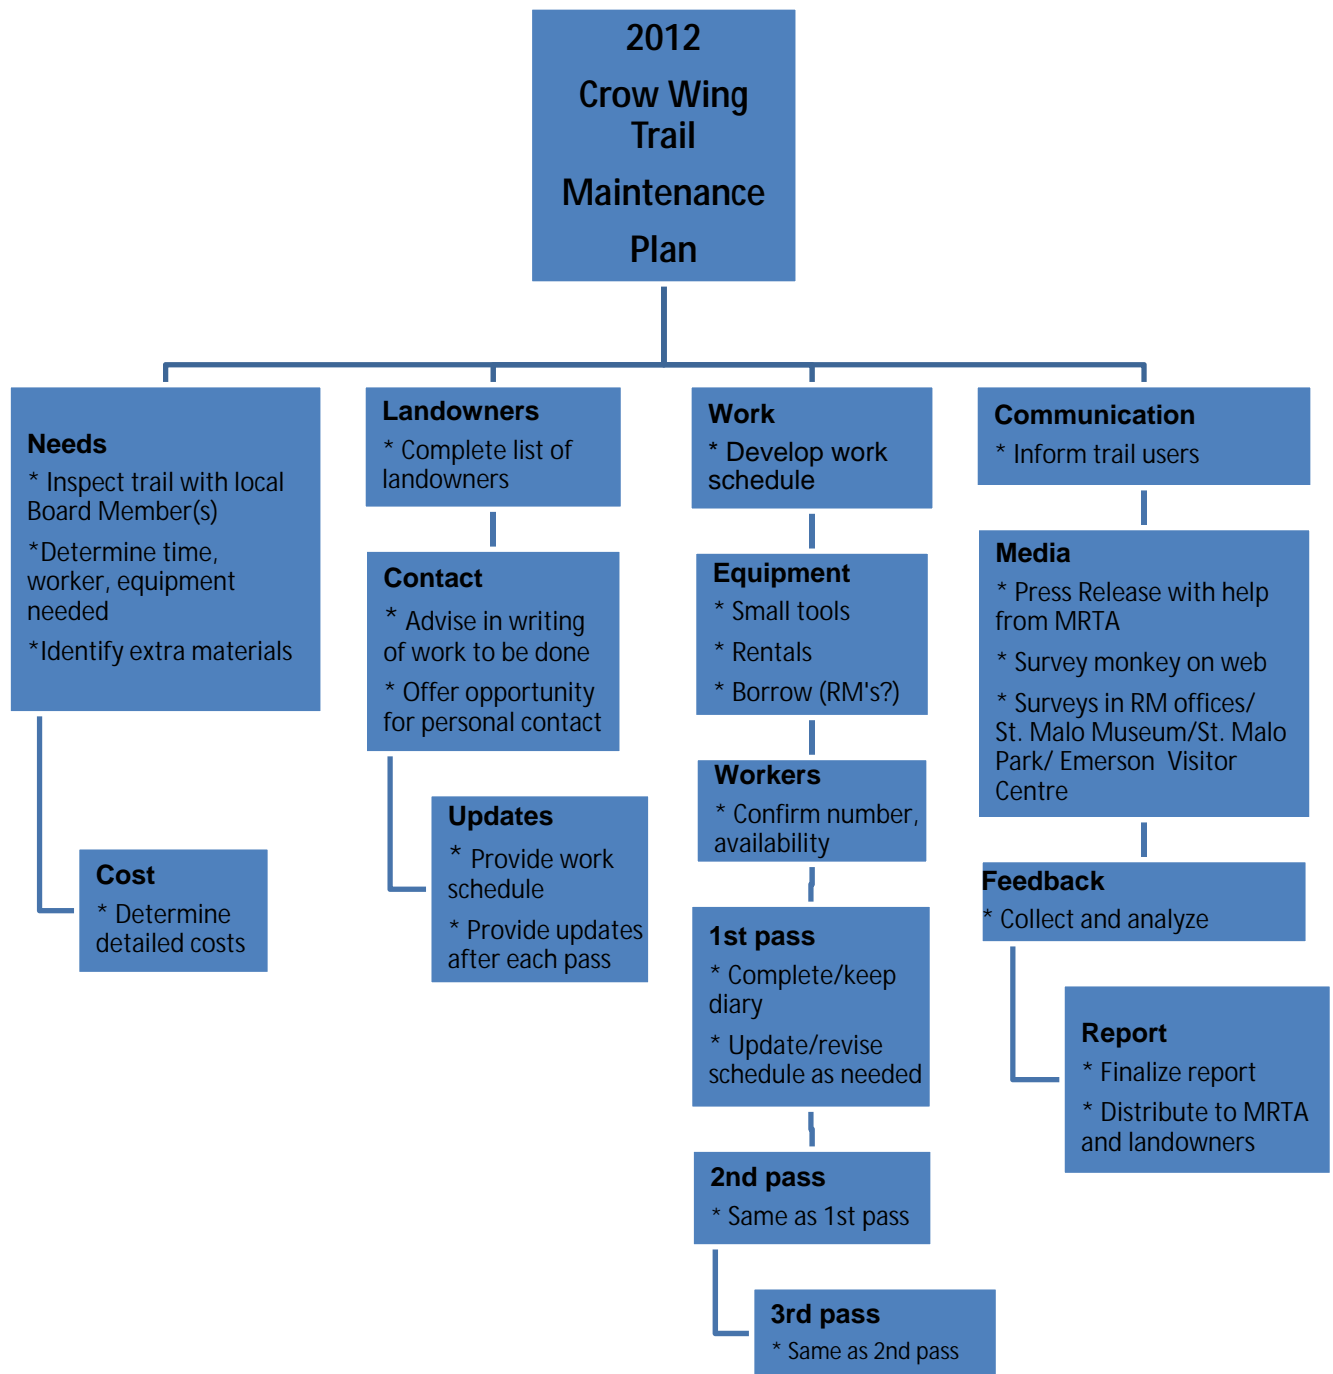 2012
Crow Wing
Trail
Maintenance
Plan
Needs
* Inspect trail with local
Board Member(s)
*Determine time,
worker, equipment
needed
*Identify extra materials
Cost
* Determine
detailed costs
Landowners
* Complete list of
landowners
Contact
* Advise in writing
of work to be done
* Offer opportunity
for personal contact
Updates
* Provide work
schedule
* Provide updates
after each pass
Work
* Develop work
schedule
Equipment
* Small tools
* Rentals
* Borrow (RM's?)
Workers
* Confirm number,
availability
1st pass
* Complete/keep
diary
* Update/revise
schedule as needed
2nd pass
* Same as 1st pass
3rd pass
* Same as 2nd pass
Communication
* Inform trail users
Media
* Press Release with help
from MRTA
* Survey monkey on web
* Surveys in RM offices/
St. Malo Museum/St. Malo
Park/ Emerson Visitor
Centre
Feedback
* Collect and analyze
Report
* Finalize report
* Distribute to MRTA
and landowners